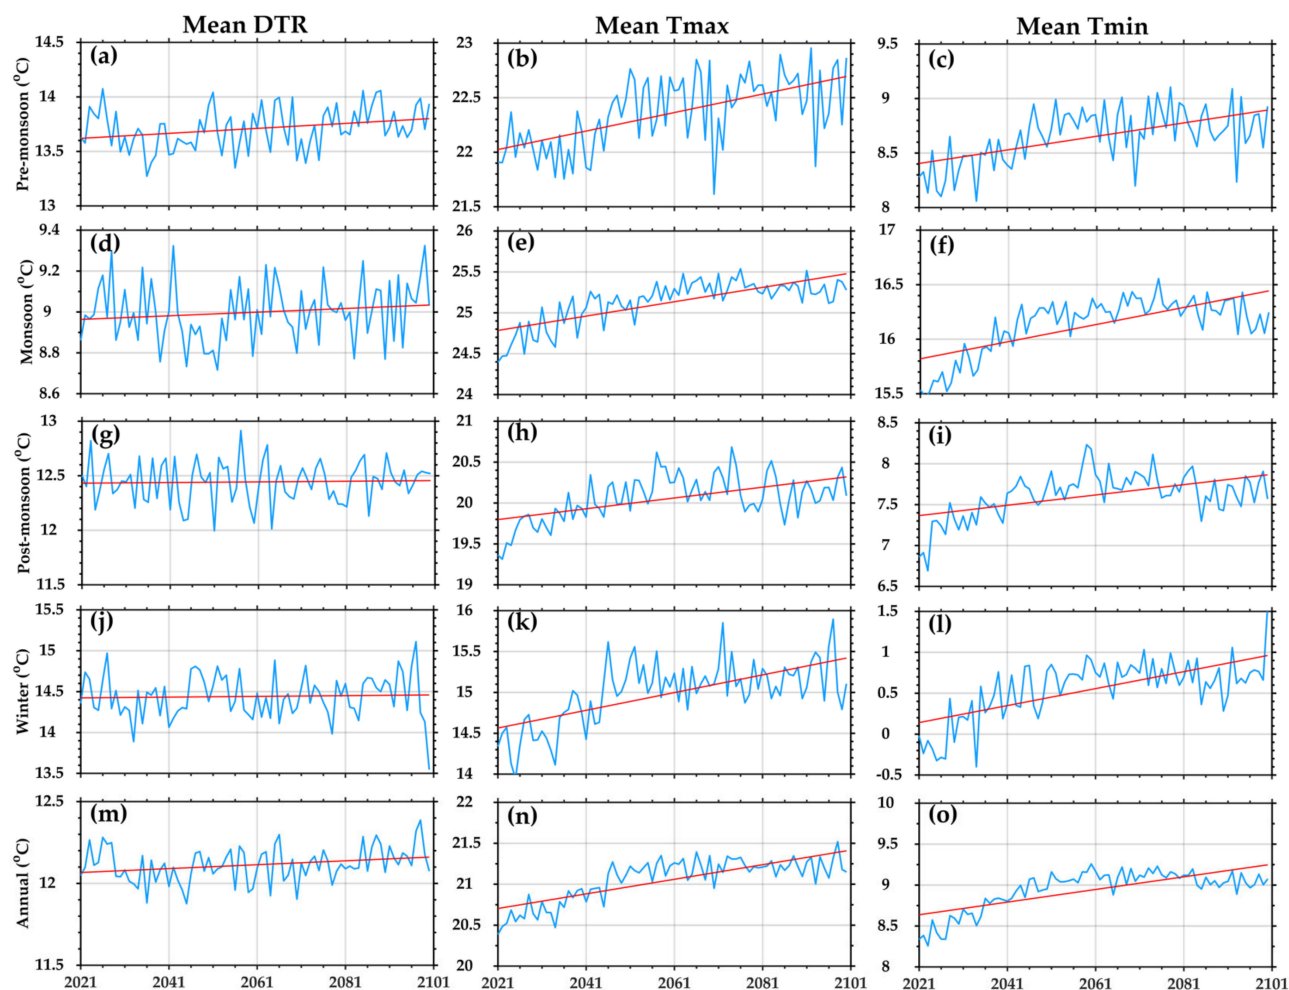 Mean DTR Mean Tmax Mean Tmin
Pre-monsoon (°C)
(a) 14.5 14 13.5 13
(b) 23 22.5 22 21.5
(c) 9.5 9 8.5 8
Monsoon (°C)
(d) 9.4 9.2 9 8.8 8.6
(e) 26 25.5 25 24.5 24
(f) 17 16.5 16 15.5
Post-monsoon (°C)
(g) 13 12.5 12 11.5
(h) 21 20.5 20 19.5 19
(i) 8.5 8 7.5 7 6.5
Winter (°C)
(j) 15.5 15 14.5 14 13.5
(k) 16 15.5 15 14.5 14
(l) 1.5 1 0.5 0 -0.5
Annual (°C)
(m) 12.5 12 11.5
(n) 22 21.5 21 20.5 20
(o) 10 9.5 9 8.5 8
2021 2041 2061 2081 2101 2021 2041 2061 2081 2101 2021 2041 2061 2081 2101